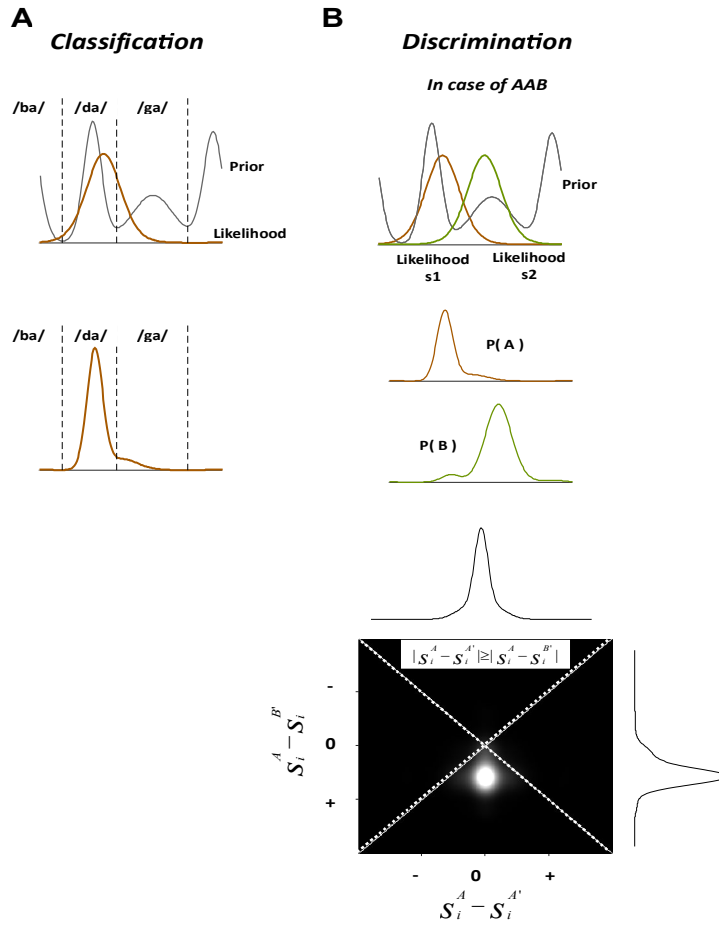 A
Classification
/ba/ /da/ /ga/
Prior
Likelihood
/ba/ /da/ /ga/
B
Discrimination
In case of AAB
Prior
Likelihood s1
Likelihood s2
P( A )
P( B )
| S_i^A − S_i^{A'} | ≥ | S_i^A − S_i^{B'} |
-
0
+
S_i^A − S_i^{B'}
- 0 +
S_i^A − S_i^{A'}